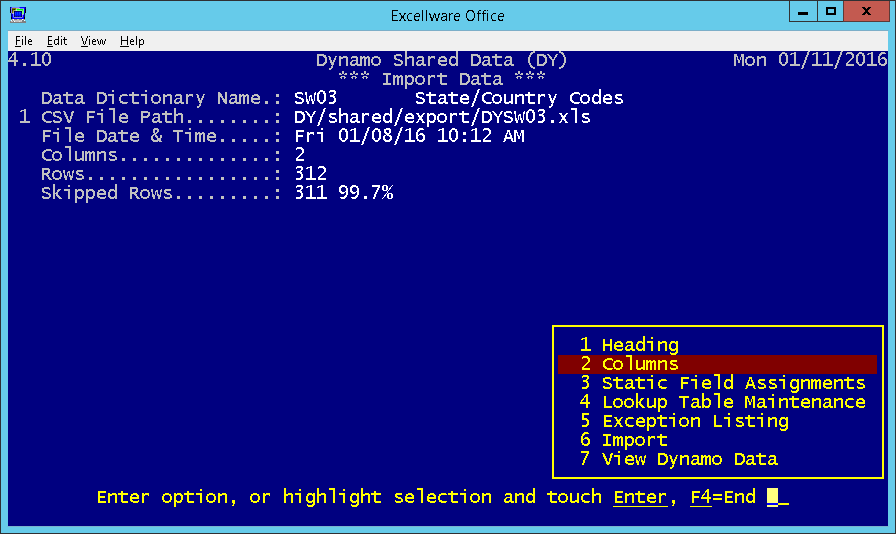 Excellware Office
File Edit View Help
4.10 Dynamo Shared Data (DY) Mon 01/11/2016
*** Import Data ***
Data Dictionary Name.: SW03 State/Country Codes
1 CSV File Path........: DY/shared/export/DYSW03.xls
File Date & Time.....: Fri 01/08/16 10:12 AM
Columns..............: 2
Rows.................: 312
Skipped Rows.........: 311 99.7%
1 Heading
2 Columns
3 Static Field Assignments
4 Lookup Table Maintenance
5 Exception Listing
6 Import
7 View Dynamo Data
Enter option, or highlight selection and touch Enter, F4=End